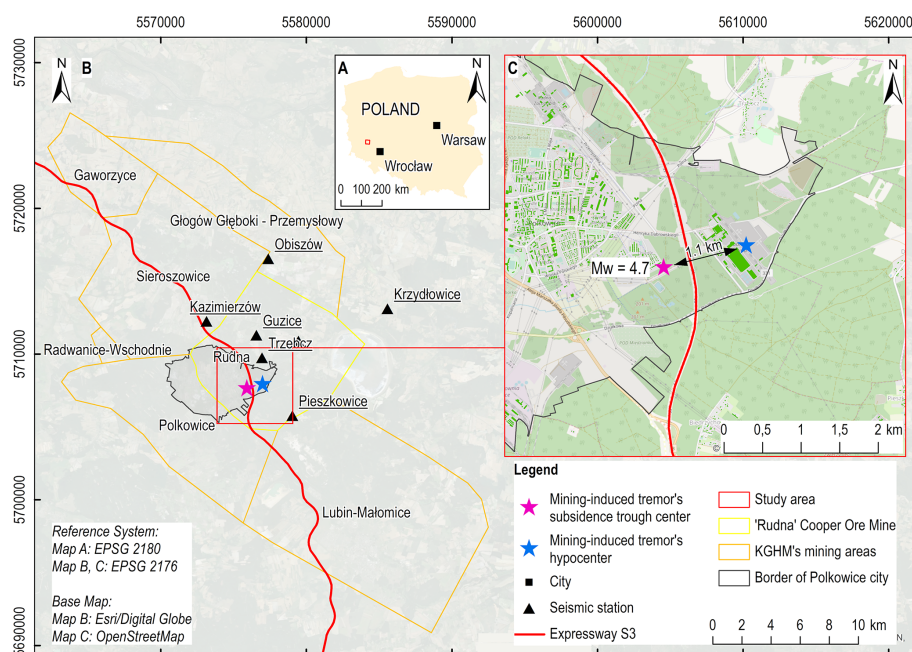 5570000
5580000
5590000
5600000
5610000
5620000
5730000
5720000
5710000
5700000
5690000
N
B
Gaworzyce
Głogów Głęboki - Przemysłowy
Obiszów
Sieroszowice
Kazimierzów
Krzydłowice
Guzice
Trzebcz
Radwanice-Wschodnie
Rudna
Pieszkowice
Polkowice
Lubin-Małomice
Reference System:
Map A: EPSG 2180
Map B, C: EPSG 2176
Base Map:
Map B: Esri/Digital Globe
Map C: OpenStreetMap
A
N
POLAND
Warsaw
Wrocław
0 100 200 km
C
N
1.1 km
Mw = 4.7
0 0,5 1 2 km
©
Legend
Mining-induced tremor's
subsidence trough center
Mining-induced tremor's
hypocenter
City
Seismic station
Expressway S3
Study area
'Rudna' Cooper Ore Mine
KGHM's mining areas
Border of Polkowice city
0 2 4 6 8 10 km
N,